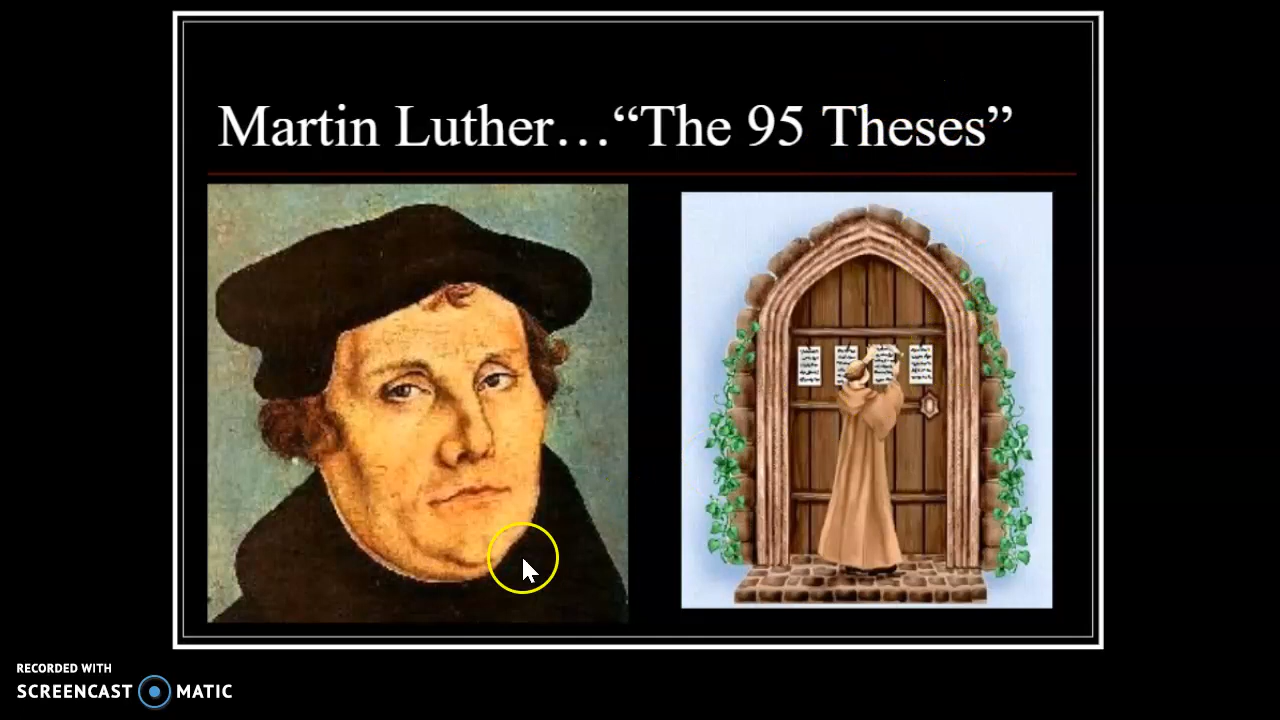 Martin Luther…“The 95 Theses”
RECORDED WITH
SCREENCAST MATIC